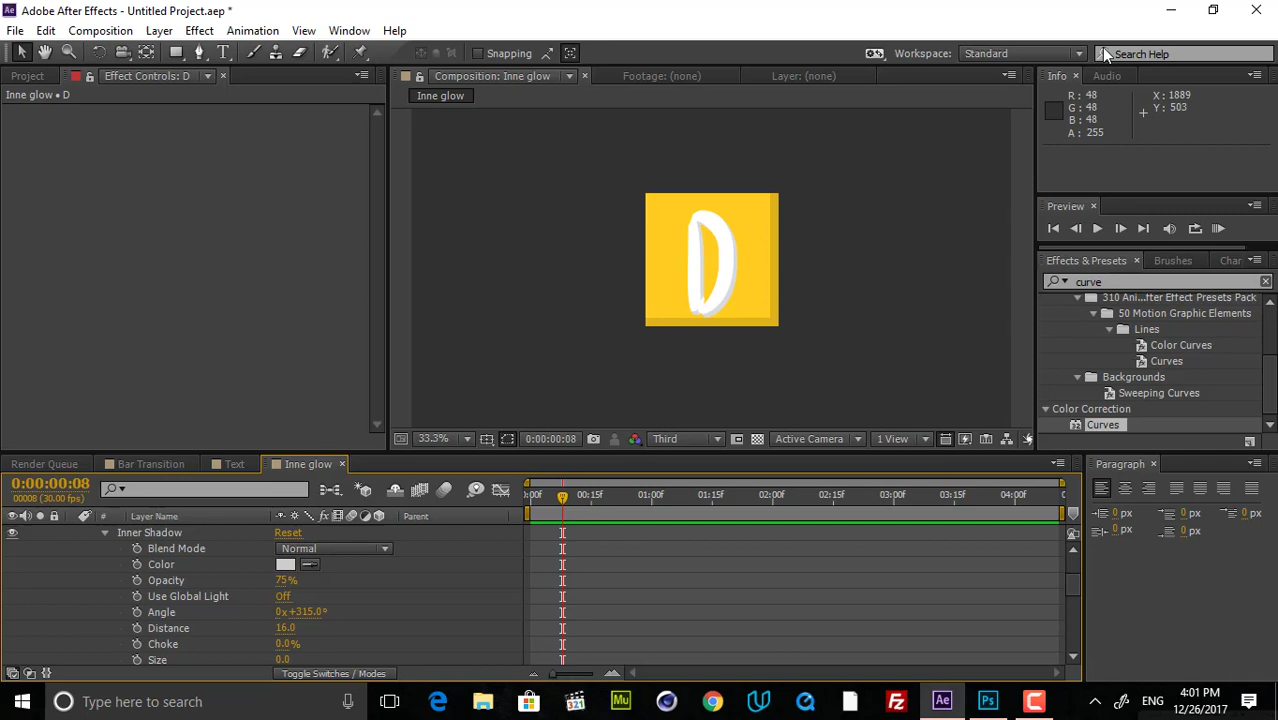 Adobe After Effects - Untitled Project.aep *
File Edit Composition Layer Effect Animation View Window Help
Snapping Workspace: Standard Search Help
Project Effect Controls: D Composition: Inne glow Footage: (none) Layer: (none) Info Audio
Inne glow • D Inne glow
R: 48 X: 1889
G: 48 Y: 503
B: 48
A: 255
D
Preview
Effects & Presets Brushes Char
curve
310 Ani...fter Effect Presets Pack
50 Motion Graphic Elements
Lines
Color Curves
Curves
Backgrounds
Sweeping Curves
Color Correction
Curves
33.3% 0:00:00:08 Third Active Camera 1 View
Render Queue Bar Transition Text Inne glow Paragraph
0:00:00:08
00008 (30.00 fps)
:00f 00:15f 01:00f 01:15f 02:00f 02:15f 03:00f 03:15f 04:00f
# Layer Name fx Parent
0 px 0 px 0 px
0 px 0 px
Inner Shadow Reset
Blend Mode Normal
Color
Opacity 75%
Use Global Light Off
Angle 0x+315.0°
Distance 16.0
Choke 0.0%
Size 0.0
Toggle Switches / Modes
Type here to search 321 Mu Fz Ae Ps C ENG 4:01 PM
12/26/2017